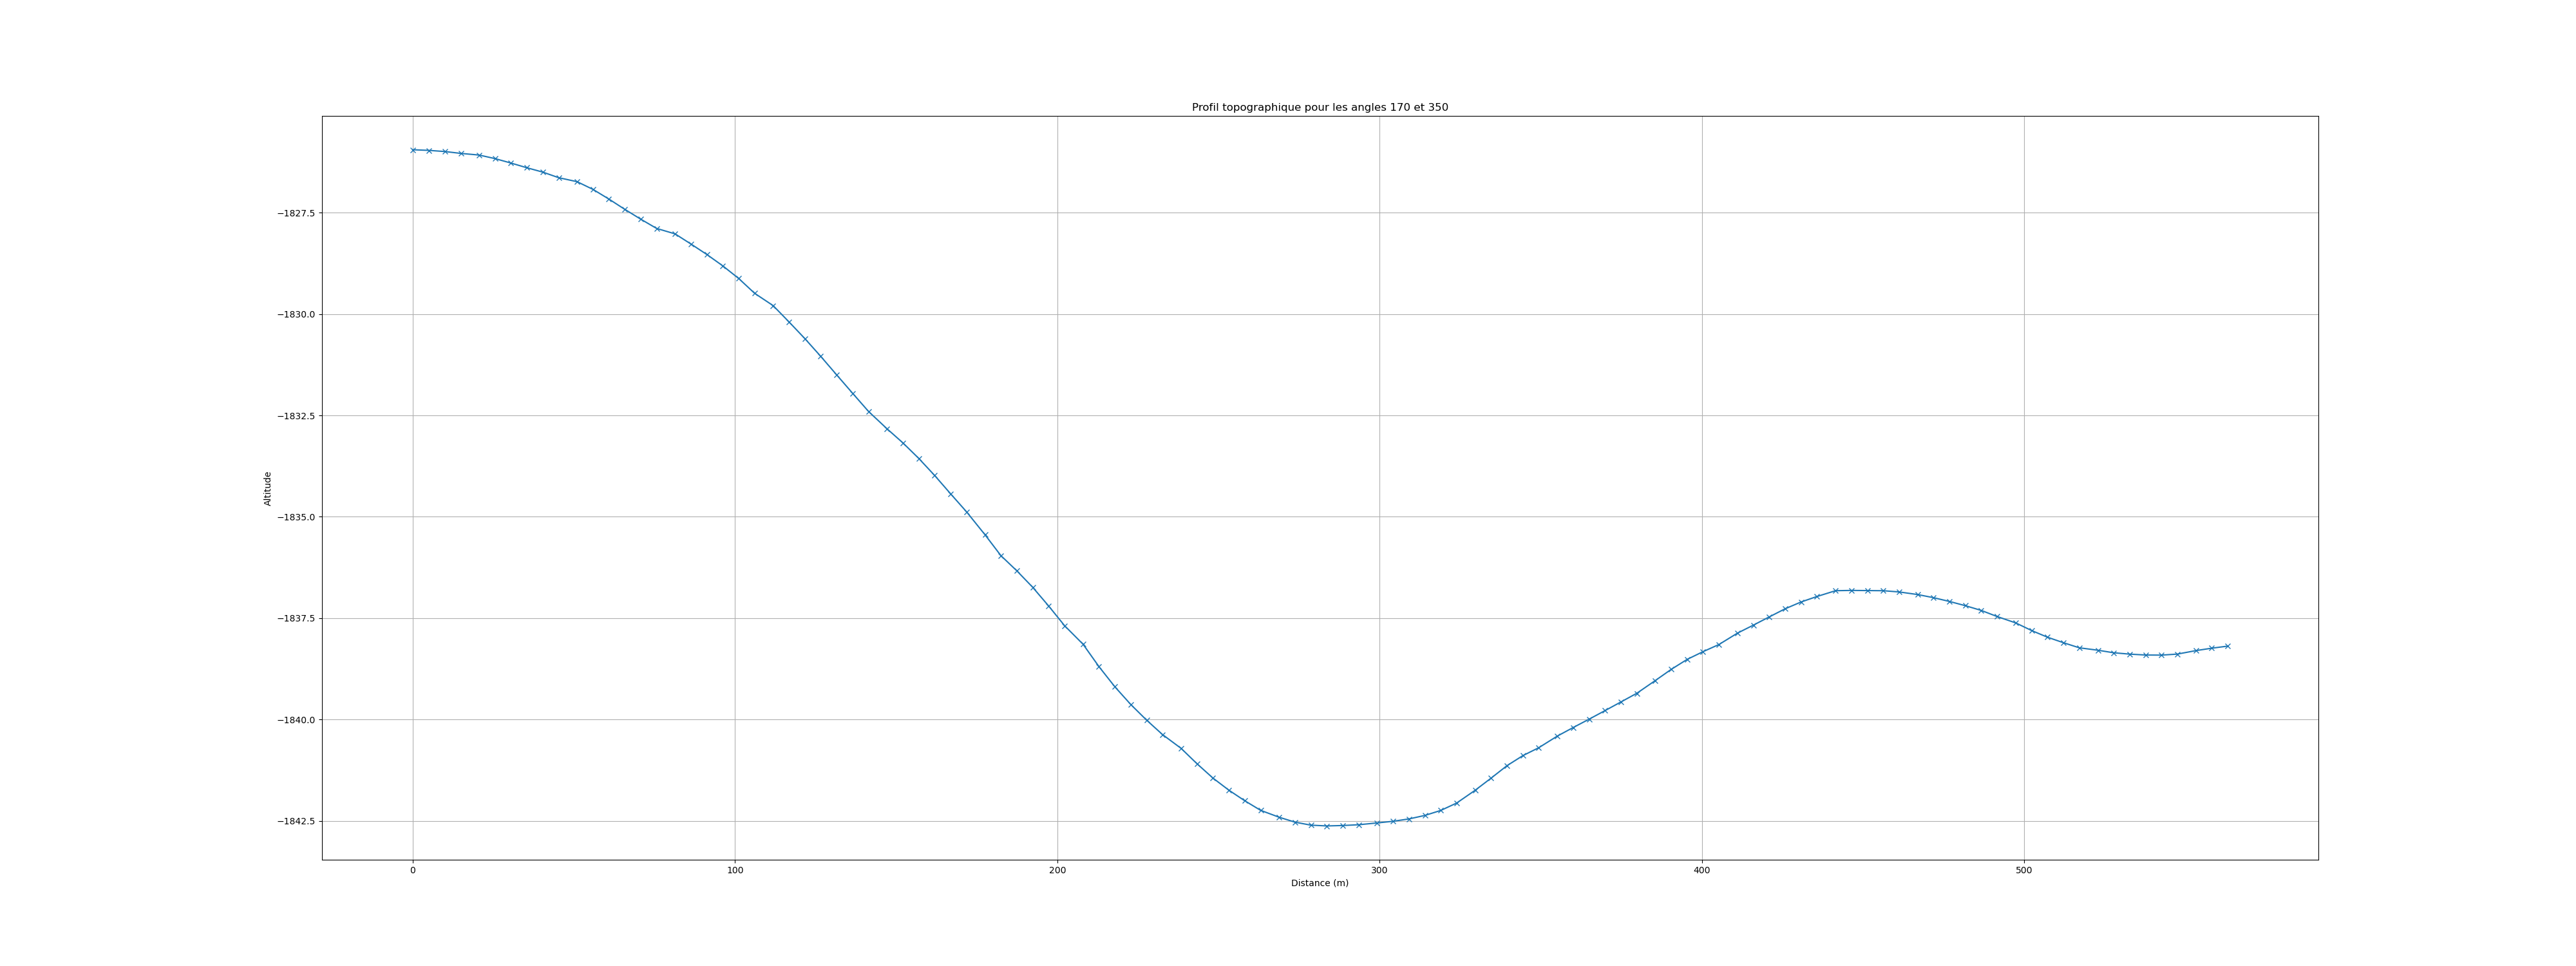 Profil topographique pour les angles 170 et 350
Altitude
−1827.5
−1830.0
−1832.5
−1835.0
−1837.5
−1840.0
−1842.5
0 100 200 300 400 500
Distance (m)